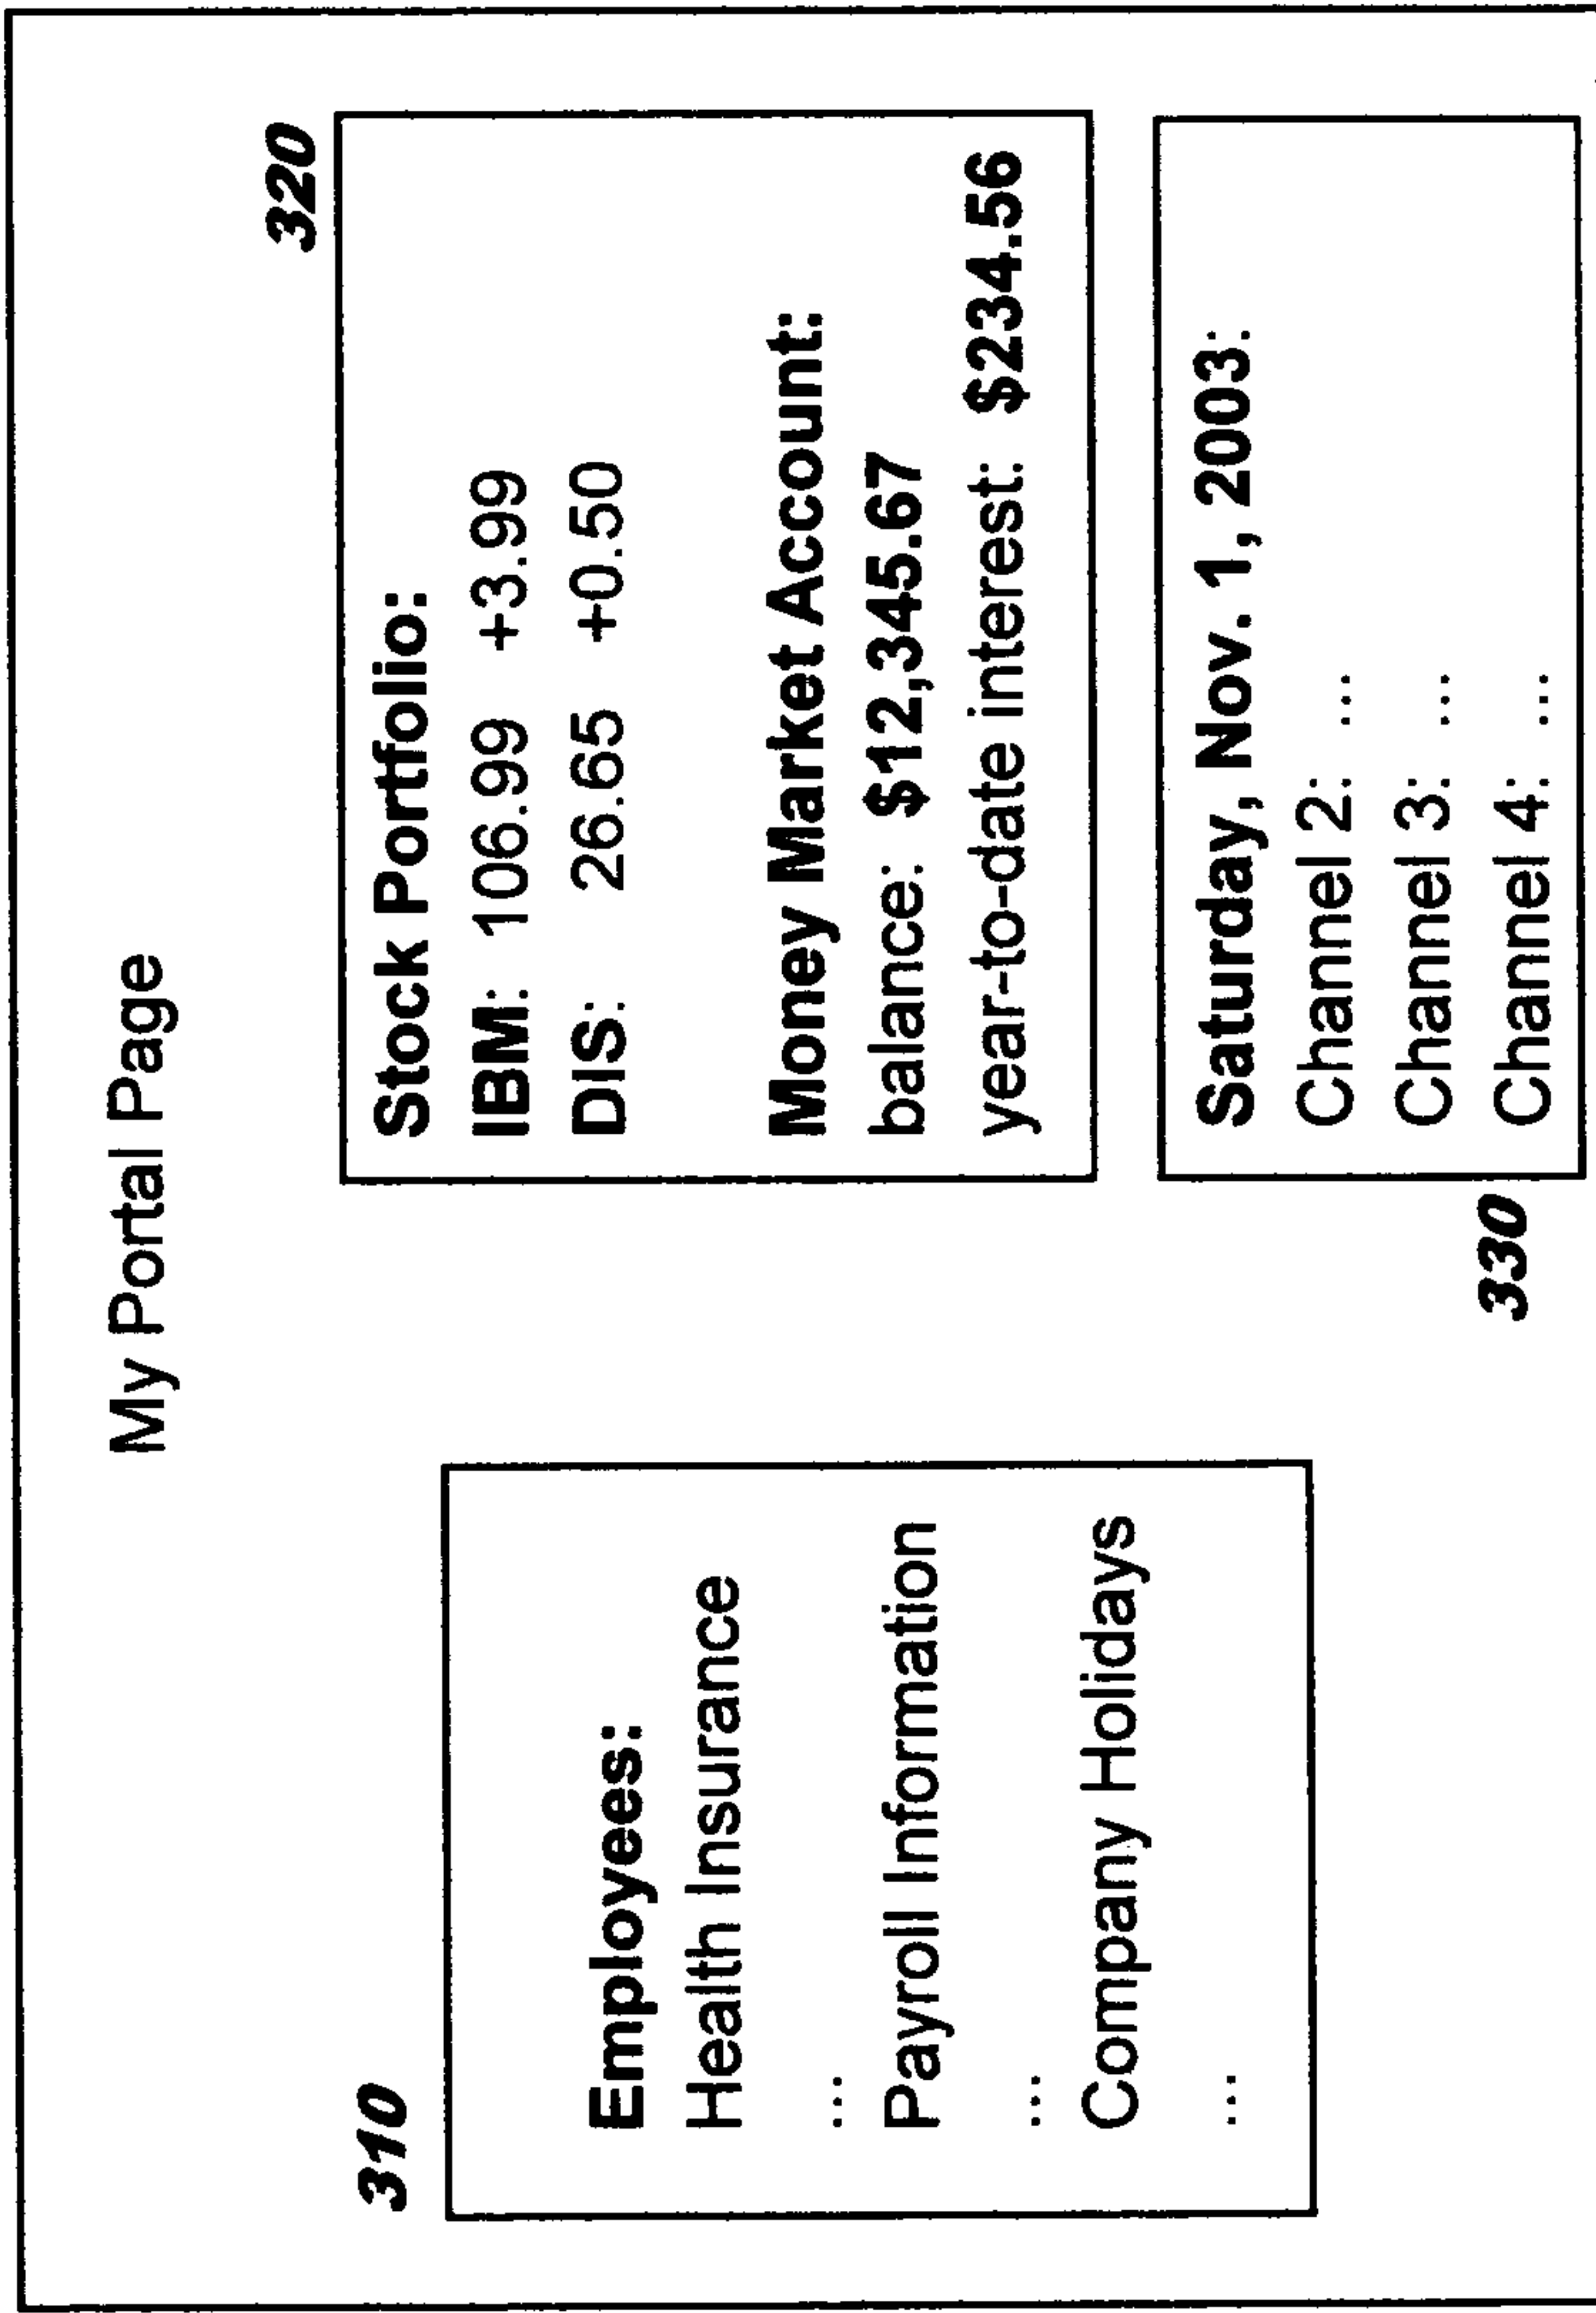 My Portal Page
310
Employees:
Health Insurance
...
Payroll Information
...
Company Holidays
...
320
Stock Portfolio:
IBM: 106.99 +3.99
DIS: 26.65 +0.50
Money Market Account:
balance: $12,345.67
year-to-date interest: $234.56
330
Saturday, Nov. 1, 2003:
Channel 2: ...
Channel 3: ...
Channel 4: ...